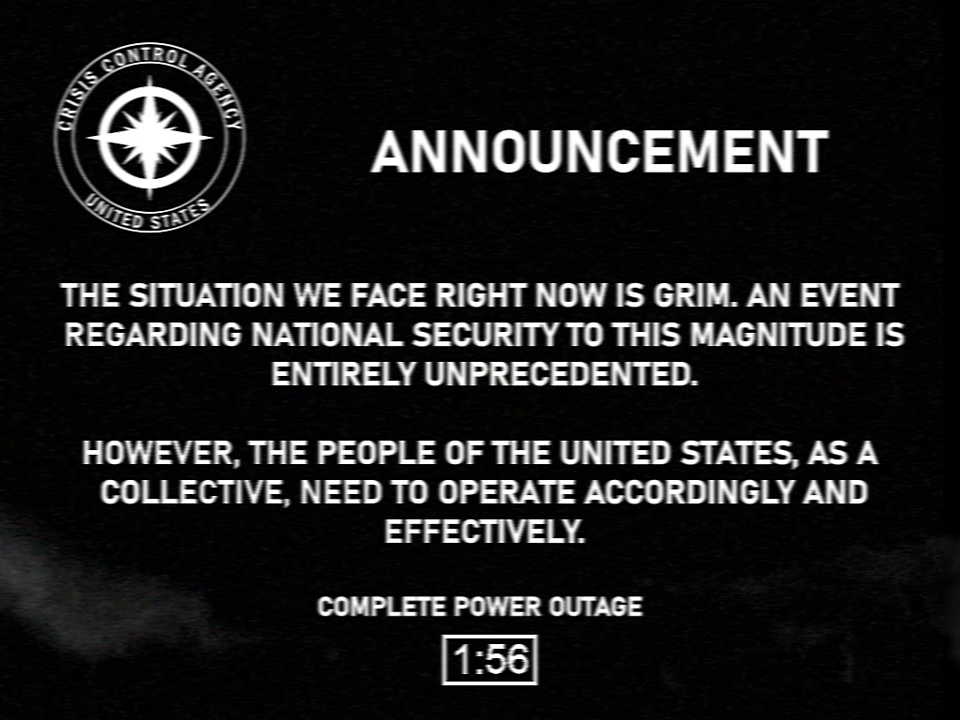 CRISIS CONTROL AGENCY
UNITED STATES
ANNOUNCEMENT
THE SITUATION WE FACE RIGHT NOW IS GRIM. AN EVENT
REGARDING NATIONAL SECURITY TO THIS MAGNITUDE IS
ENTIRELY UNPRECEDENTED.
HOWEVER, THE PEOPLE OF THE UNITED STATES, AS A
COLLECTIVE, NEED TO OPERATE ACCORDINGLY AND
EFFECTIVELY.
COMPLETE POWER OUTAGE
1:56